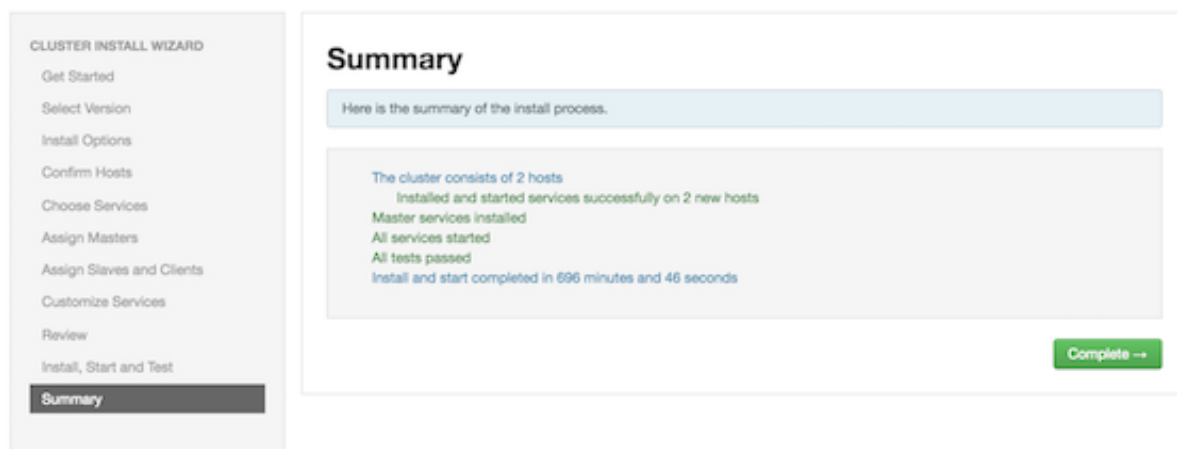 CLUSTER INSTALL WIZARD
Get Started
Select Version
Install Options
Confirm Hosts
Choose Services
Assign Masters
Assign Slaves and Clients
Customize Services
Review
Install, Start and Test
Summary
Summary
Here is the summary of the install process.
The cluster consists of 2 hosts
Installed and started services successfully on 2 new hosts
Master services installed
All services started
All tests passed
Install and start completed in 696 minutes and 46 seconds
Complete →